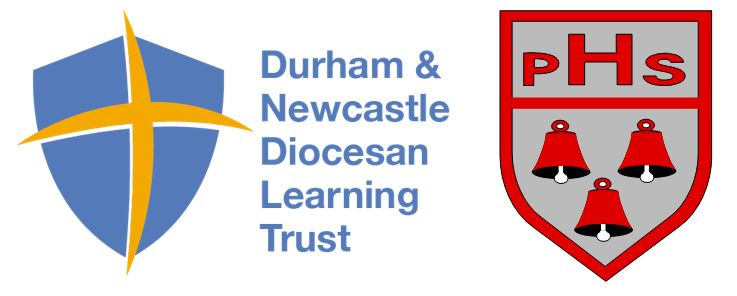 Durham &
Newcastle
Diocesan
Learning
Trust
PHS